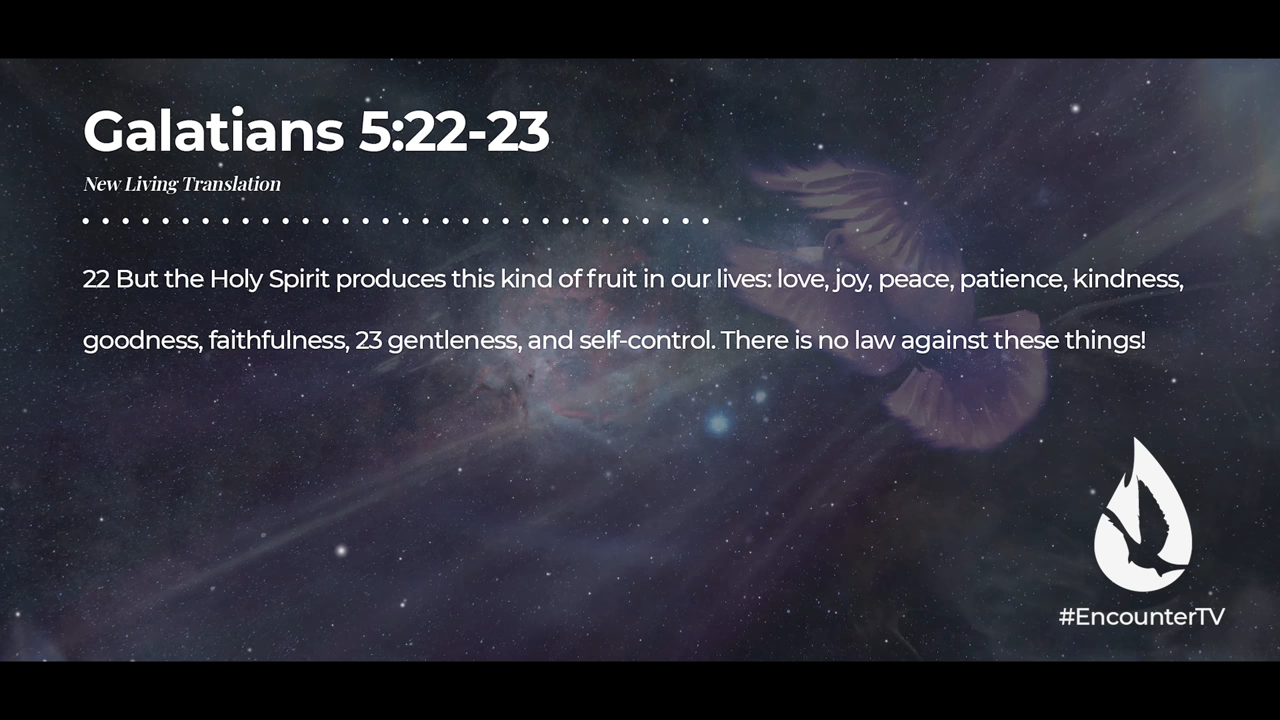 Galatians 5:22-23
New Living Translation
22 But the Holy Spirit produces this kind of fruit in our lives: love, joy, peace, patience, kindness,
goodness, faithfulness, 23 gentleness, and self-control. There is no law against these things!
#EncounterTV